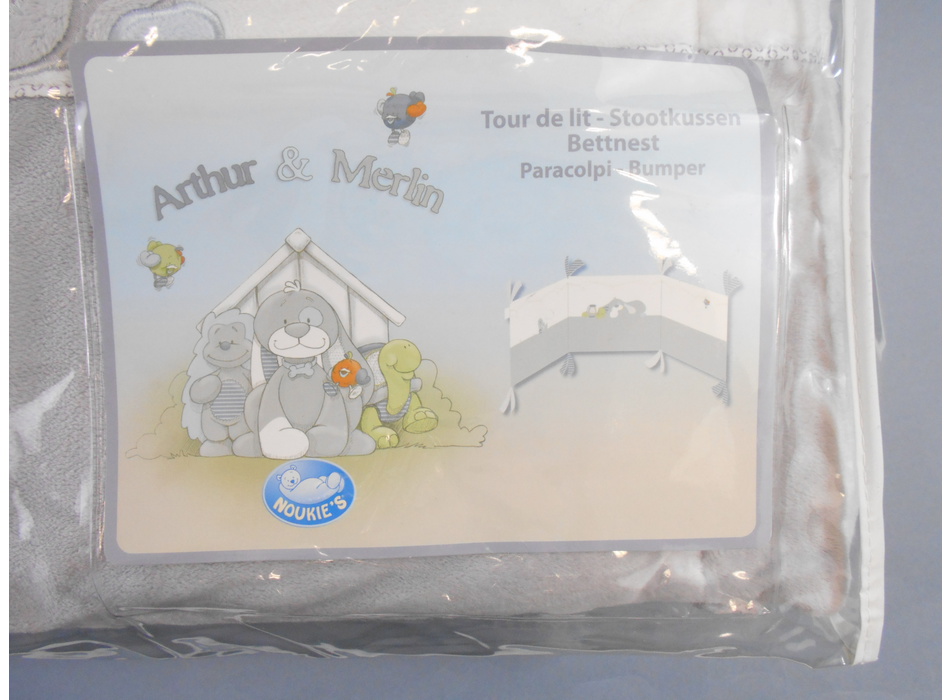 Tour de lit - Stootkussen
Bettnest
Paracolpi - Bumper
Arthur & Merlin
NOUKIE'S